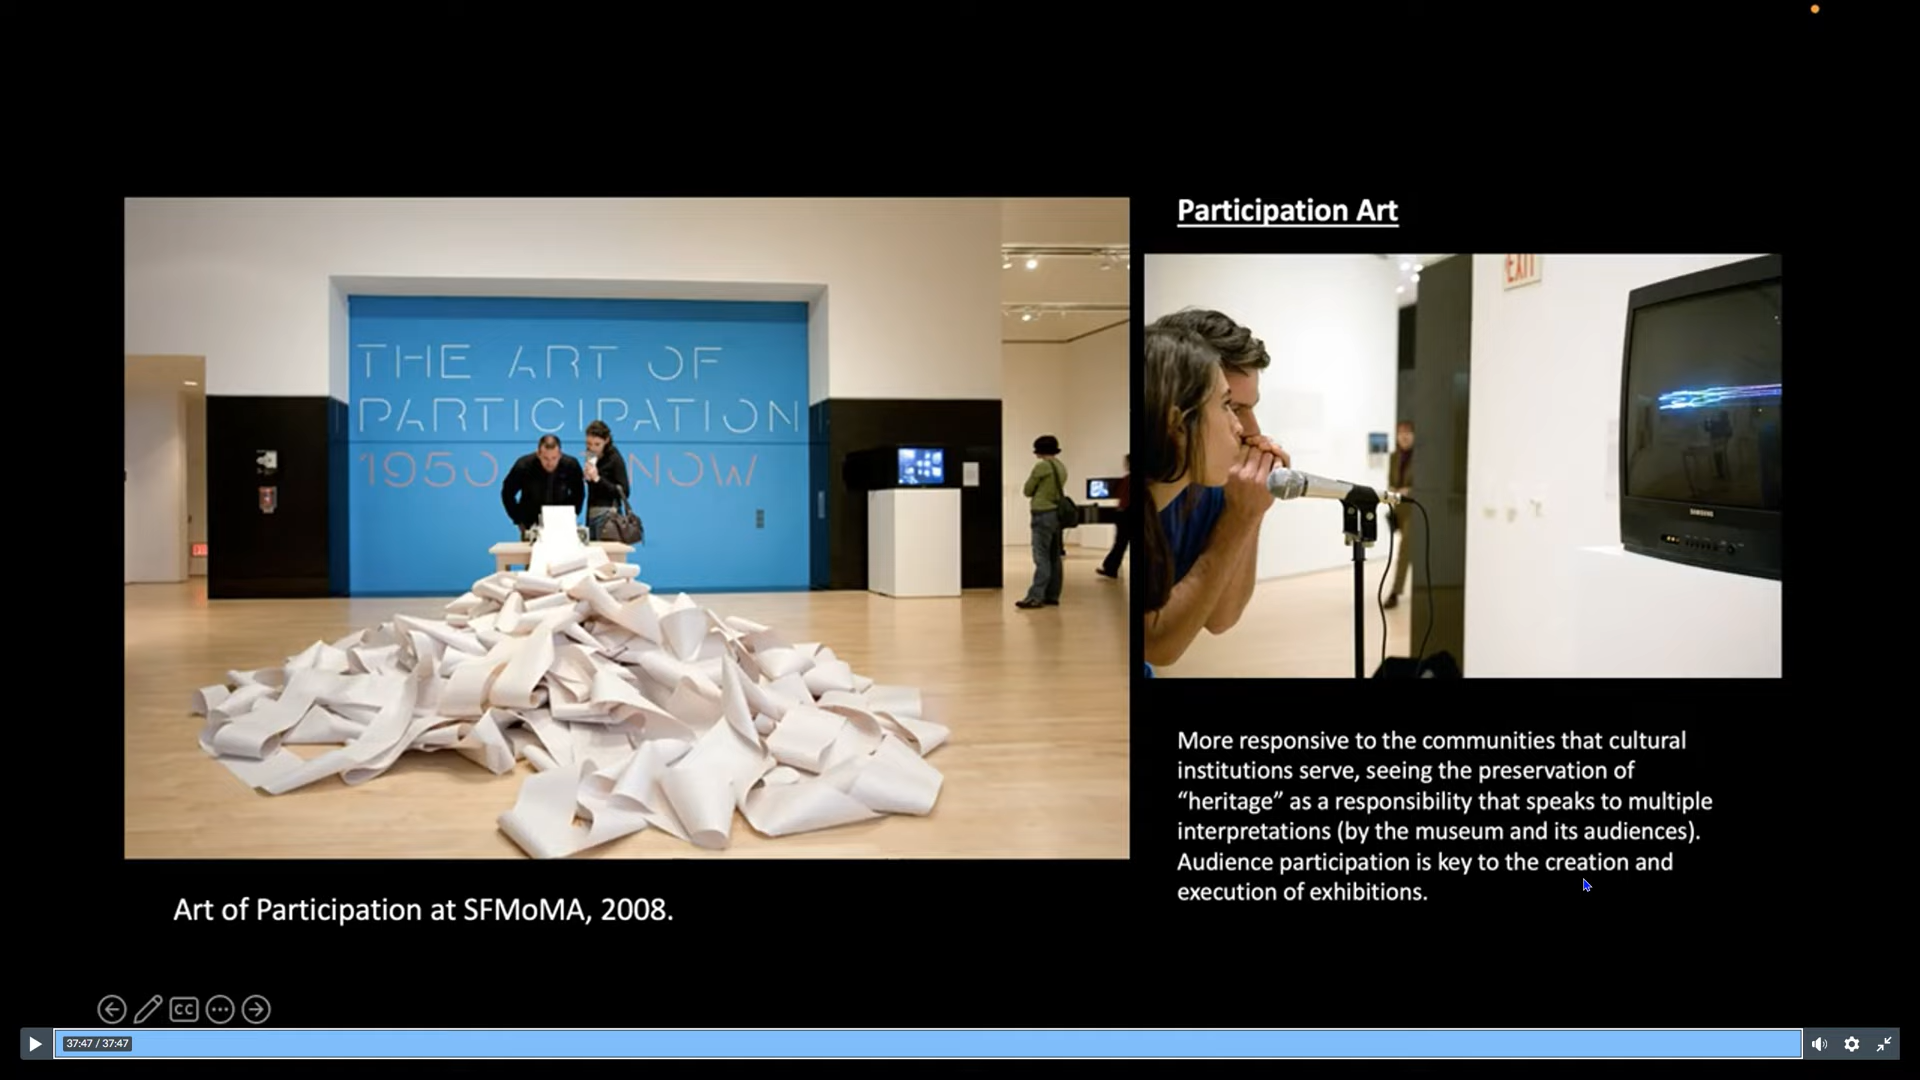 Participation Art
THE ART OF
PARTICIPATION
1950 NOW
EXIT
SAMSUNG
More responsive to the communities that cultural
institutions serve, seeing the preservation of
“heritage” as a responsibility that speaks to multiple
interpretations (by the museum and its audiences).
Audience participation is key to the creation and
execution of exhibitions.
Art of Participation at SFMoMA, 2008.
CC
37:47 / 37:47